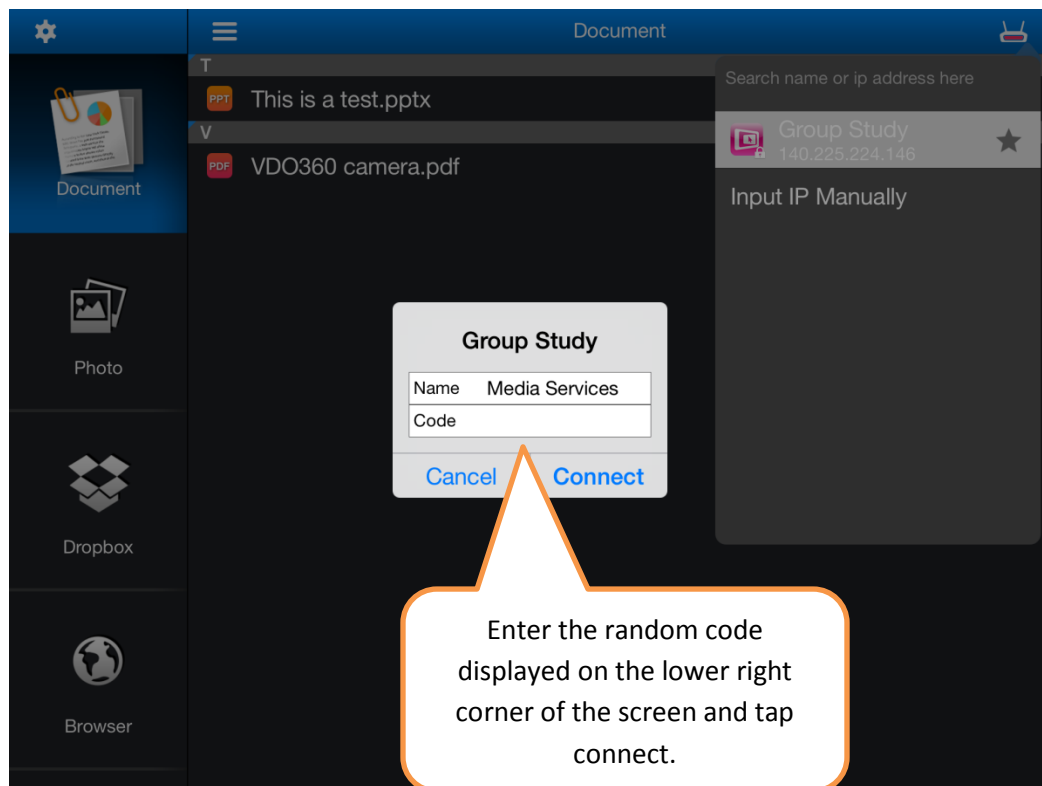 Document
T
PPT This is a test.pptx
V
PDF VDO360 camera.pdf
Document
Photo
Dropbox
Browser
Search name or ip address here
Group Study
140.225.224.146
Input IP Manually
Group Study
Name Media Services
Code
Cancel Connect
Enter the random code
displayed on the lower right
corner of the screen and tap
connect.